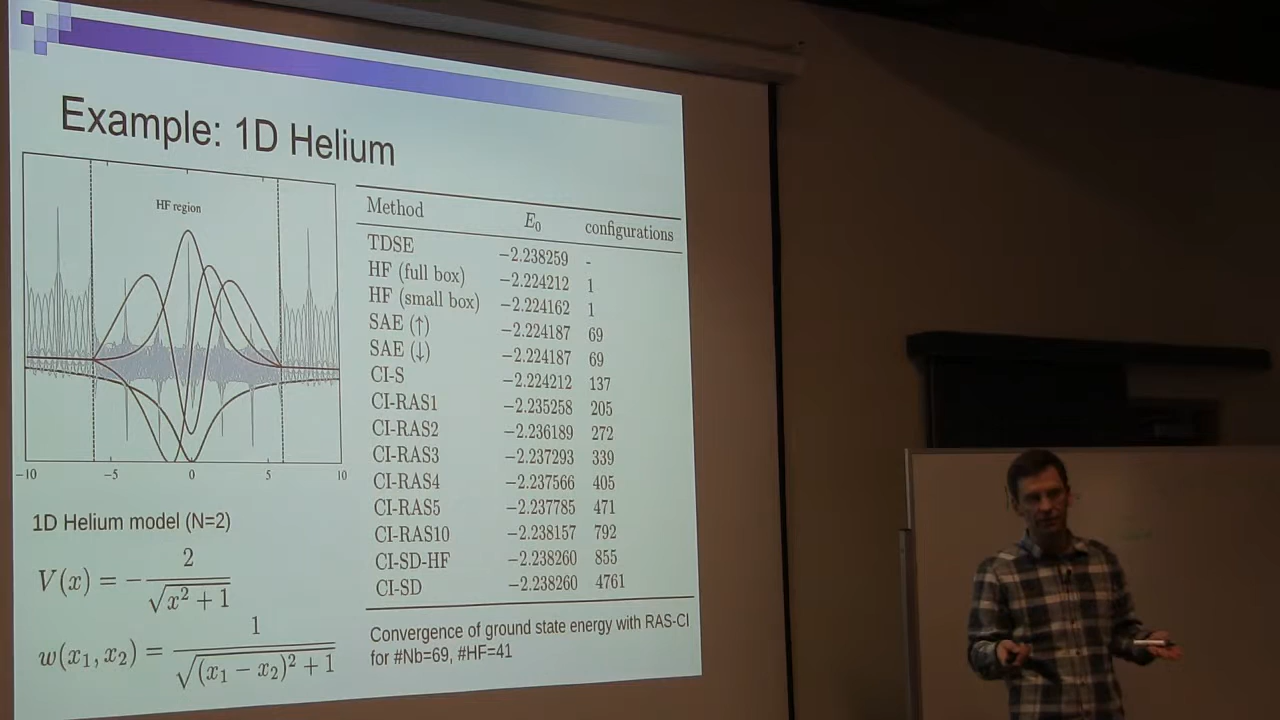 Example: 1D Helium
HF region
−10 −5 0 5 10
1D Helium model (N=2)
V(x) = − 2 / √(x² + 1)
w(x₁, x₂) = 1 / √((x₁ − x₂)² + 1)
Method E₀ configurations
TDSE −2.238259 -
HF (full box) −2.224212 1
HF (small box) −2.224162 1
SAE (↑) −2.224187 69
SAE (↓) −2.224187 69
CI-S −2.224212 137
CI-RAS1 −2.235258 205
CI-RAS2 −2.236189 272
CI-RAS3 −2.237293 339
CI-RAS4 −2.237566 405
CI-RAS5 −2.237785 471
CI-RAS10 −2.238157 792
CI-SD-HF −2.238260 855
CI-SD −2.238260 4761
Convergence of ground state energy with RAS-CI
for #Nb=69, #HF=41